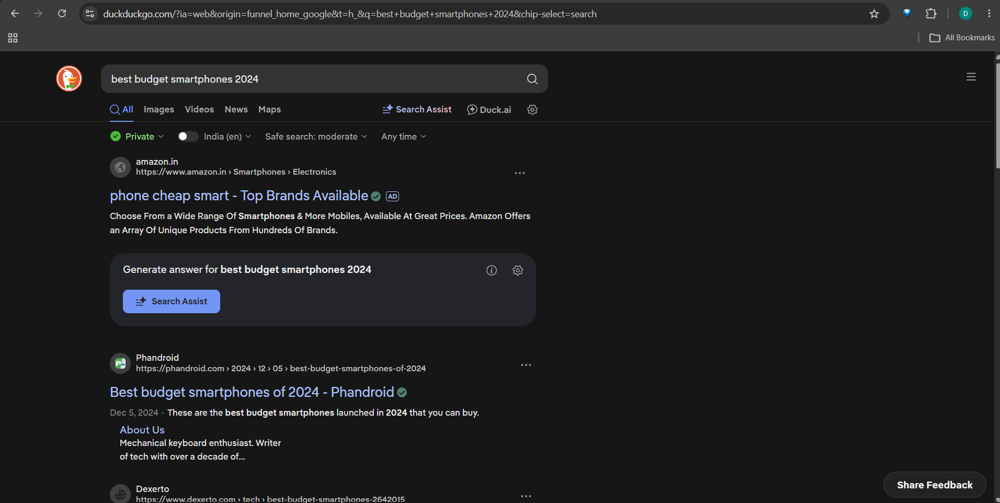 duckduckgo.com/?ia=web&origin=funnel_home_google&t=h_&q=best+budget+smartphones+2024&chip-select=search
D
All Bookmarks
best budget smartphones 2024
All Images Videos News Maps Search Assist Duck.ai
Private India (en) Safe search: moderate Any time
amazon.in
https://www.amazon.in › Smartphones › Electronics
phone cheap smart - Top Brands Available AD
Choose From a Wide Range Of Smartphones & More Mobiles, Available At Great Prices. Amazon Offers
an Array Of Unique Products From Hundreds Of Brands.
Generate answer for best budget smartphones 2024
Search Assist
Phandroid
https://phandroid.com › 2024 › 12 › 05 › best-budget-smartphones-of-2024
Best budget smartphones of 2024 - Phandroid
Dec 5, 2024 · These are the best budget smartphones launched in 2024 that you can buy.
About Us
Mechanical keyboard enthusiast. Writer
of tech with over a decade of...
Dexerto
https://www.dexerto.com › tech › best-budget-smartphones-2642015
Share Feedback